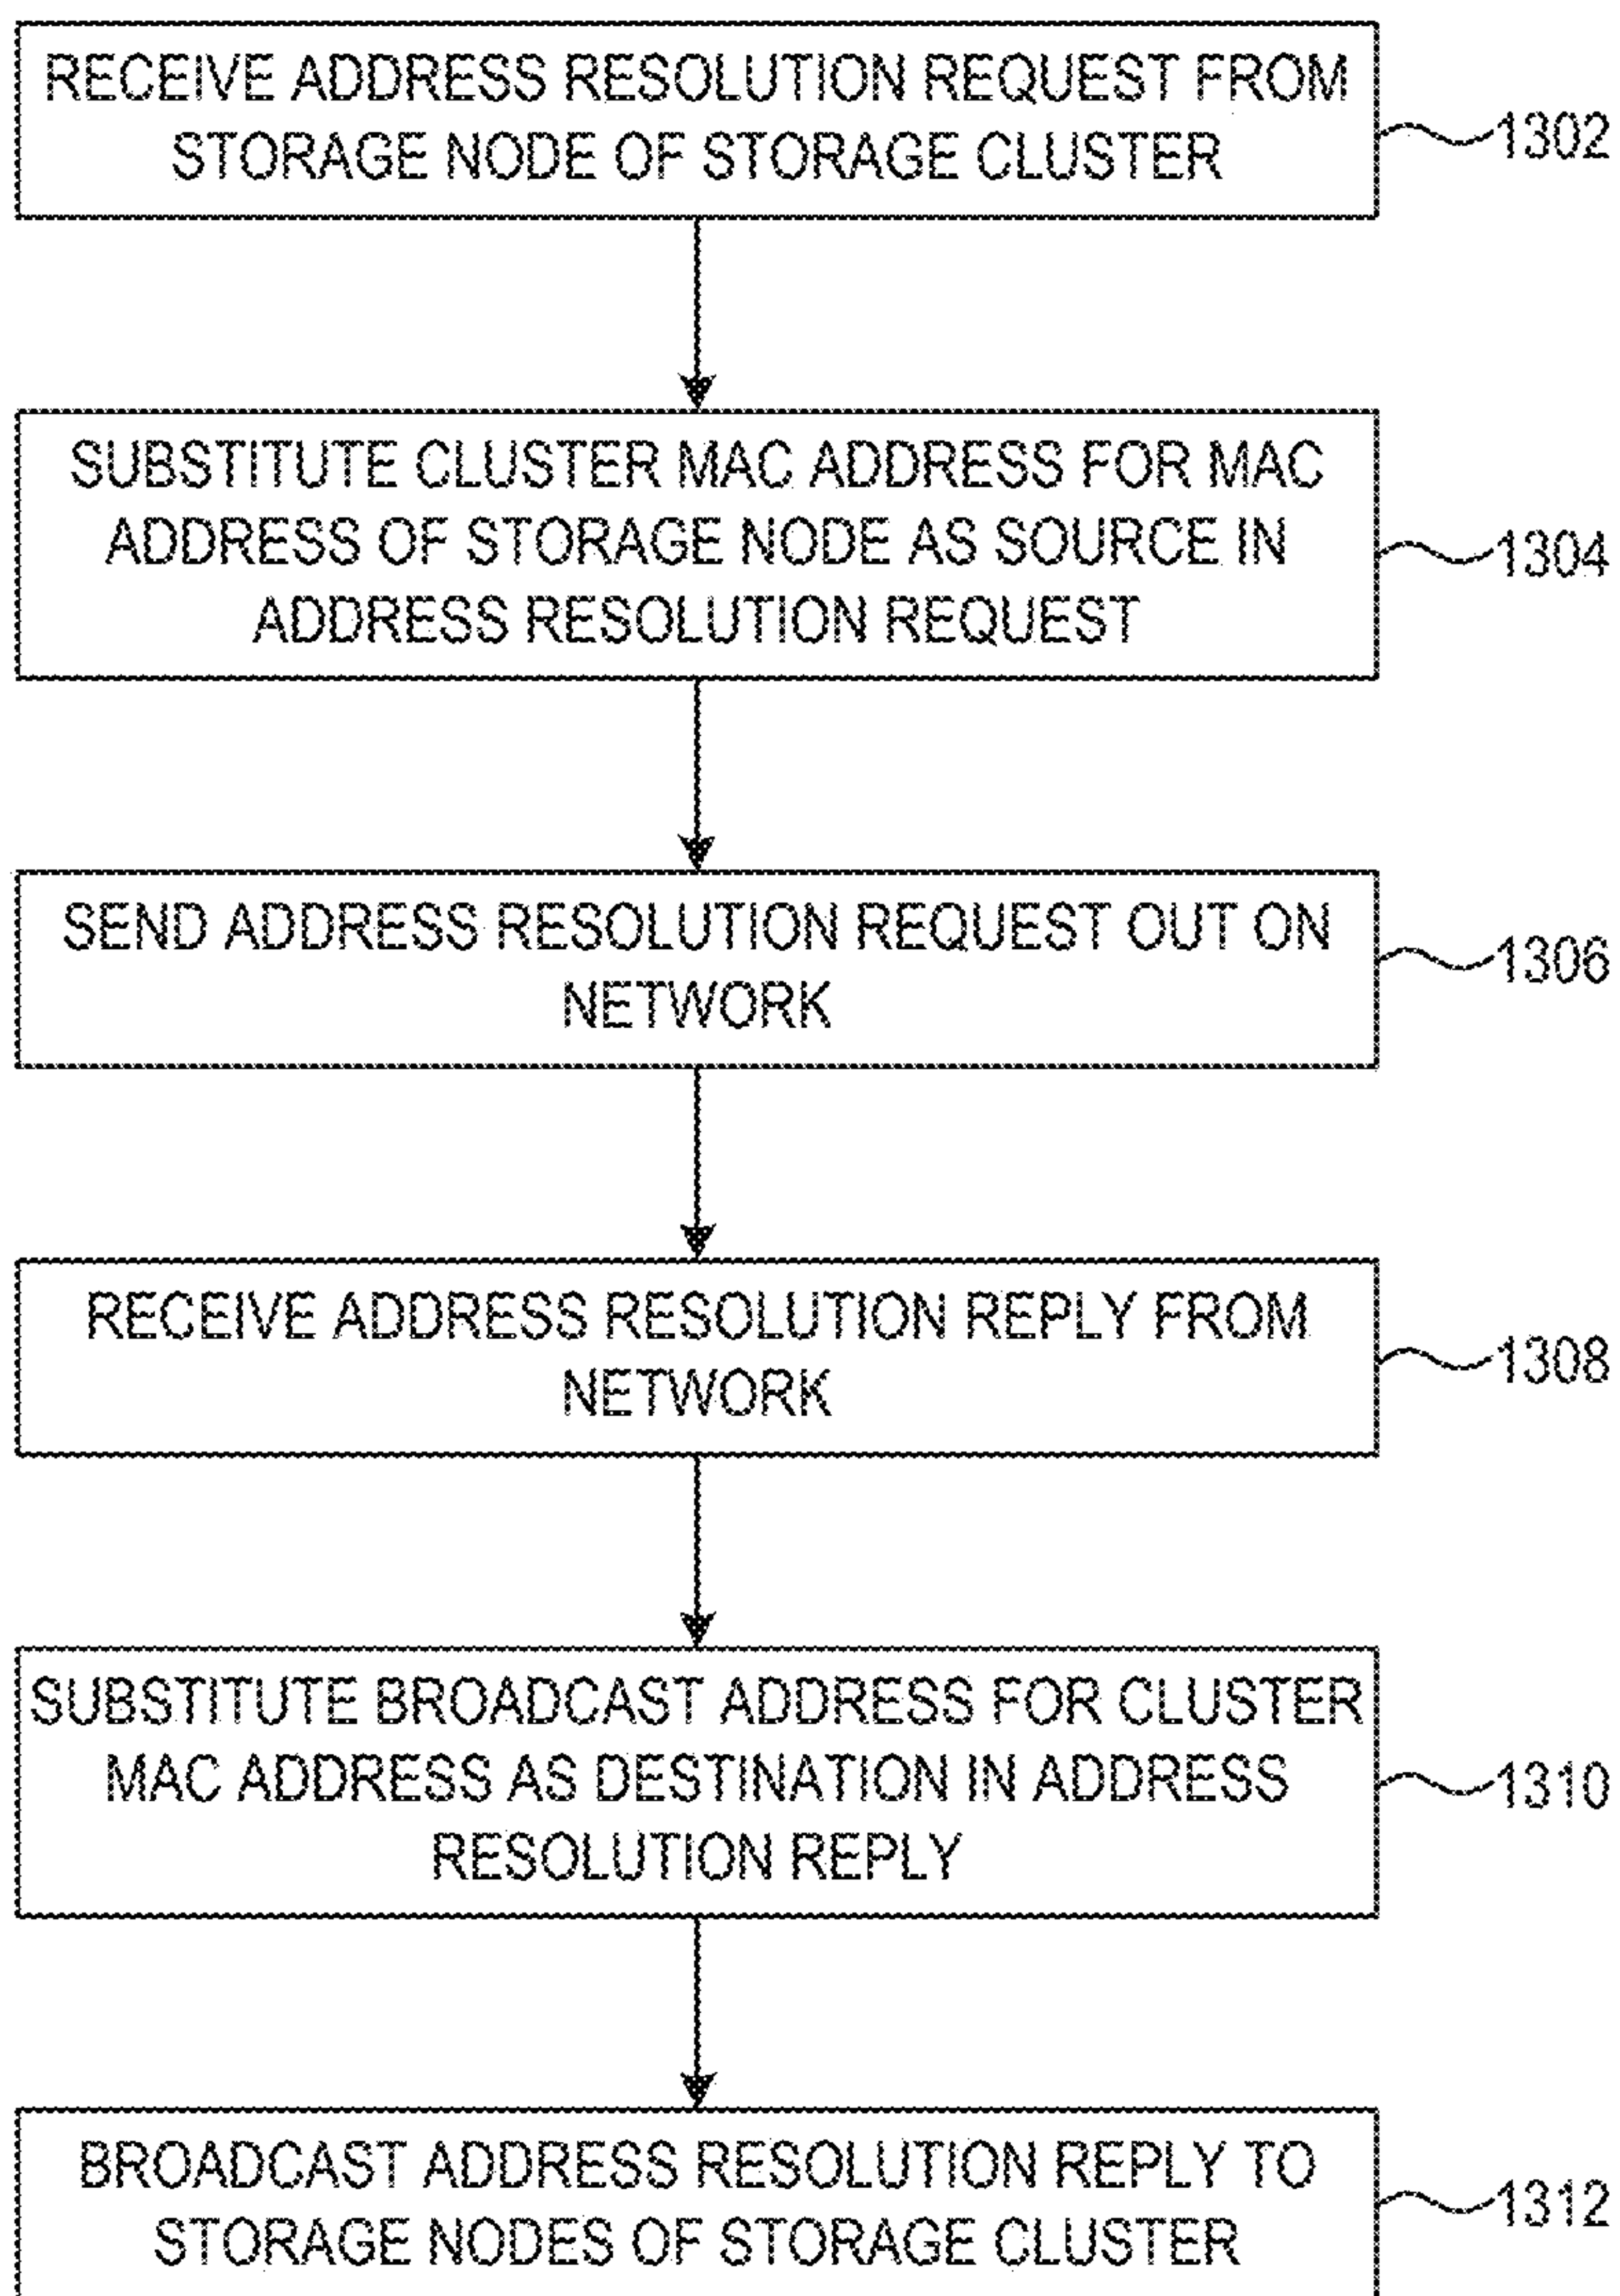 RECEIVE ADDRESS RESOLUTION REQUEST FROM
STORAGE NODE OF STORAGE CLUSTER
1302
SUBSTITUTE CLUSTER MAC ADDRESS FOR MAC
ADDRESS OF STORAGE NODE AS SOURCE IN
ADDRESS RESOLUTION REQUEST
1304
SEND ADDRESS RESOLUTION REQUEST OUT ON
NETWORK
1306
RECEIVE ADDRESS RESOLUTION REPLY FROM
NETWORK
1308
SUBSTITUTE BROADCAST ADDRESS FOR CLUSTER
MAC ADDRESS AS DESTINATION IN ADDRESS
RESOLUTION REPLY
1310
BROADCAST ADDRESS RESOLUTION REPLY TO
STORAGE NODES OF STORAGE CLUSTER
1312